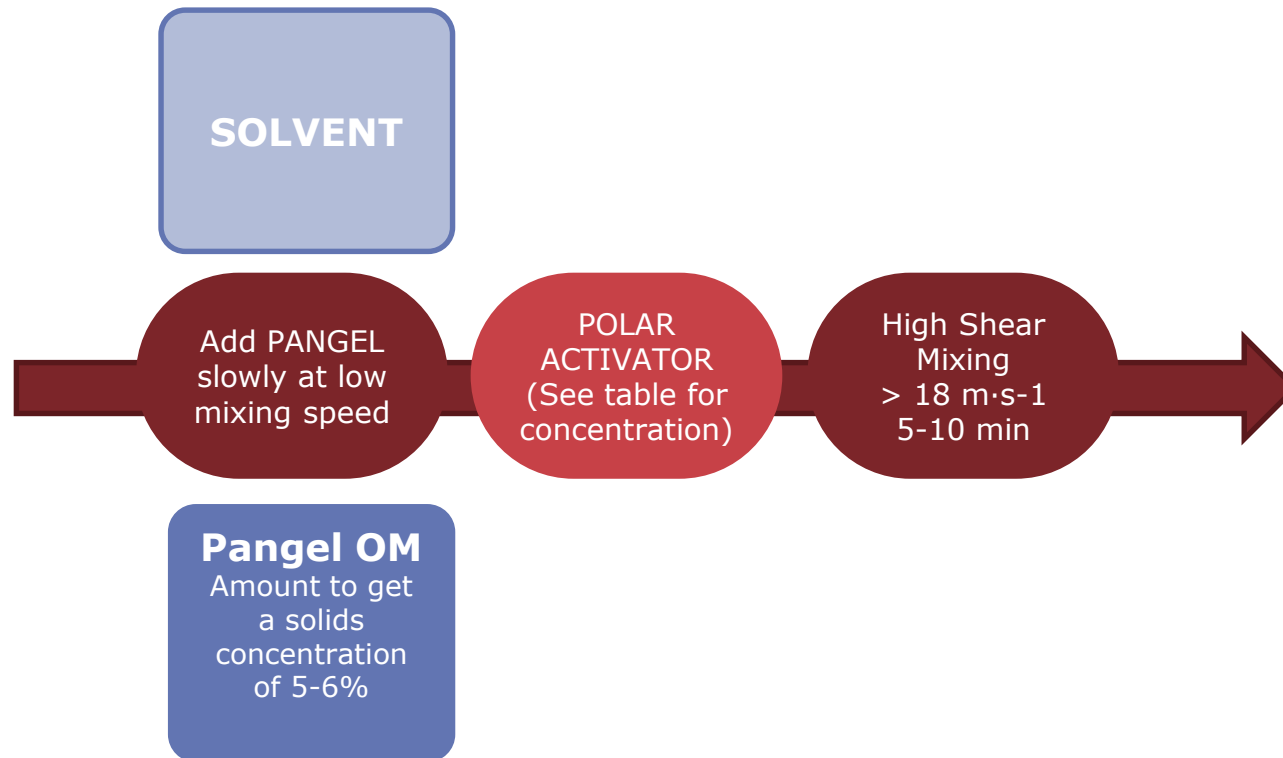 SOLVENT
Add PANGEL
slowly at low
mixing speed
POLAR
ACTIVATOR
(See table for
concentration)
High Shear
Mixing
> 18 m·s-1
5-10 min
Pangel OM
Amount to get
a solids
concentration
of 5-6%